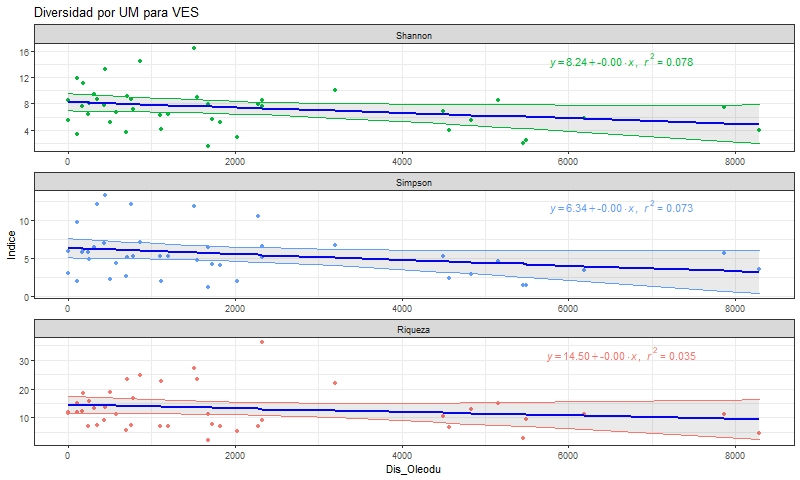 Diversidad por UM para VES
Shannon
y = 8.24 + -0.00 · x, r² = 0.078
16
12
8
4
0 2000 4000 6000 8000
Simpson
y = 6.34 + -0.00 · x, r² = 0.073
10
5
0
0 2000 4000 6000 8000
Indice
Riqueza
y = 14.50 + -0.00 · x, r² = 0.035
30
20
10
0 2000 4000 6000 8000
Dis_Oleodu